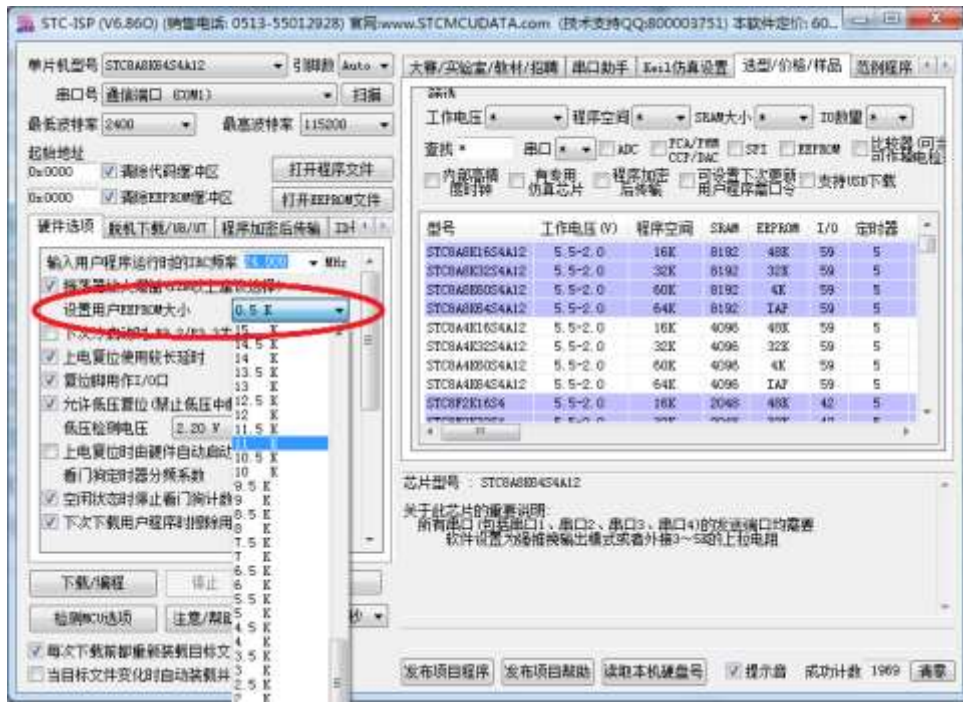 STC-ISP (V6.86O) (销售电话: 0513-55012928) 官网:www.STCMCUDATA.com (技术支持QQ:800003751) 本软件定价: 60...
单片机型号 STC8A8K64S4A12 引脚数 Auto
串口号 通信端口 (COM1) 扫描
最低波特率 2400 最高波特率 115200
起始地址
0x0000 清除代码缓冲区 打开程序文件
0x0000 清除EEPROM缓冲区 打开EEPROM文件
硬件选项 脱机下载/U8/U7 程序加密后传输
输入用户程序运行时的IRC频率 24.000 MHz
设置用户EEPROM大小 0.5 K
上电复位使用较长延时
复位脚用作I/O口
允许低压复位(禁止低压中
低压检测电压 2.20 V
上电复位时由硬件自动启动
看门狗定时器分频系数
空闲状态时停止看门狗计数
下次下载用户程序时擦除用
15 K
14.5 K
14 K
13.5 K
13 K
12.5 K
12 K
11.5 K
11 K
10.5 K
10 K
9.5 K
9 K
8.5 K
8 K
7.5 K
7 K
6.5 K
6 K
5.5 K
5 K
4.5 K
4 K
3.5 K
3 K
2.5 K
2 K
下载/编程 停止
检测MCU选项 注意/帮助 秒
每次下载前都重新装载目标文
当目标文件变化时自动装载并
大赛/实验室/教材/招聘 串口助手 Keil仿真设置 选型/价格/样品 范例程序
筛选
工作电压 * 程序空间 * SRAM大小 * IO数量 *
查找 * 串口 * ADC PCA/PWM CCP/DAC SPI EEPROM 比较器
内部高精度时钟 有专用仿真芯片 程序加密后传输 可设置下次更新用户程序需口令 支持USB下载
型号 工作电压(V) 程序空间 SRAM EEPROM I/O 定时器
STC8A8K16S4A12 5.5-2.0 16K 8192 48K 59 5
STC8A8K32S4A12 5.5-2.0 32K 8192 32K 59 5
STC8A8K60S4A12 5.5-2.0 60K 8192 4K 59 5
STC8A8K64S4A12 5.5-2.0 64K 8192 IAP 59 5
STC8A4K16S4A12 5.5-2.0 16K 4096 48K 59 5
STC8A4K32S4A12 5.5-2.0 32K 4096 32K 59 5
STC8A4K60S4A12 5.5-2.0 60K 4096 4K 59 5
STC8A4K64S4A12 5.5-2.0 64K 4096 IAP 59 5
STC8F2K16S4 5.5-2.0 16K 2048 48K 42 5
芯片型号 : STC8A8K64S4A12
关于此芯片的重要说明:
所有串口(包括串口1、串口2、串口3、串口4)的发送端口均需要
软件设置为强推挽输出模式或者外接3~5K的上拉电阻
发布项目程序 发布项目帮助 读取本机硬盘号 提示音 成功计数 1969 清零